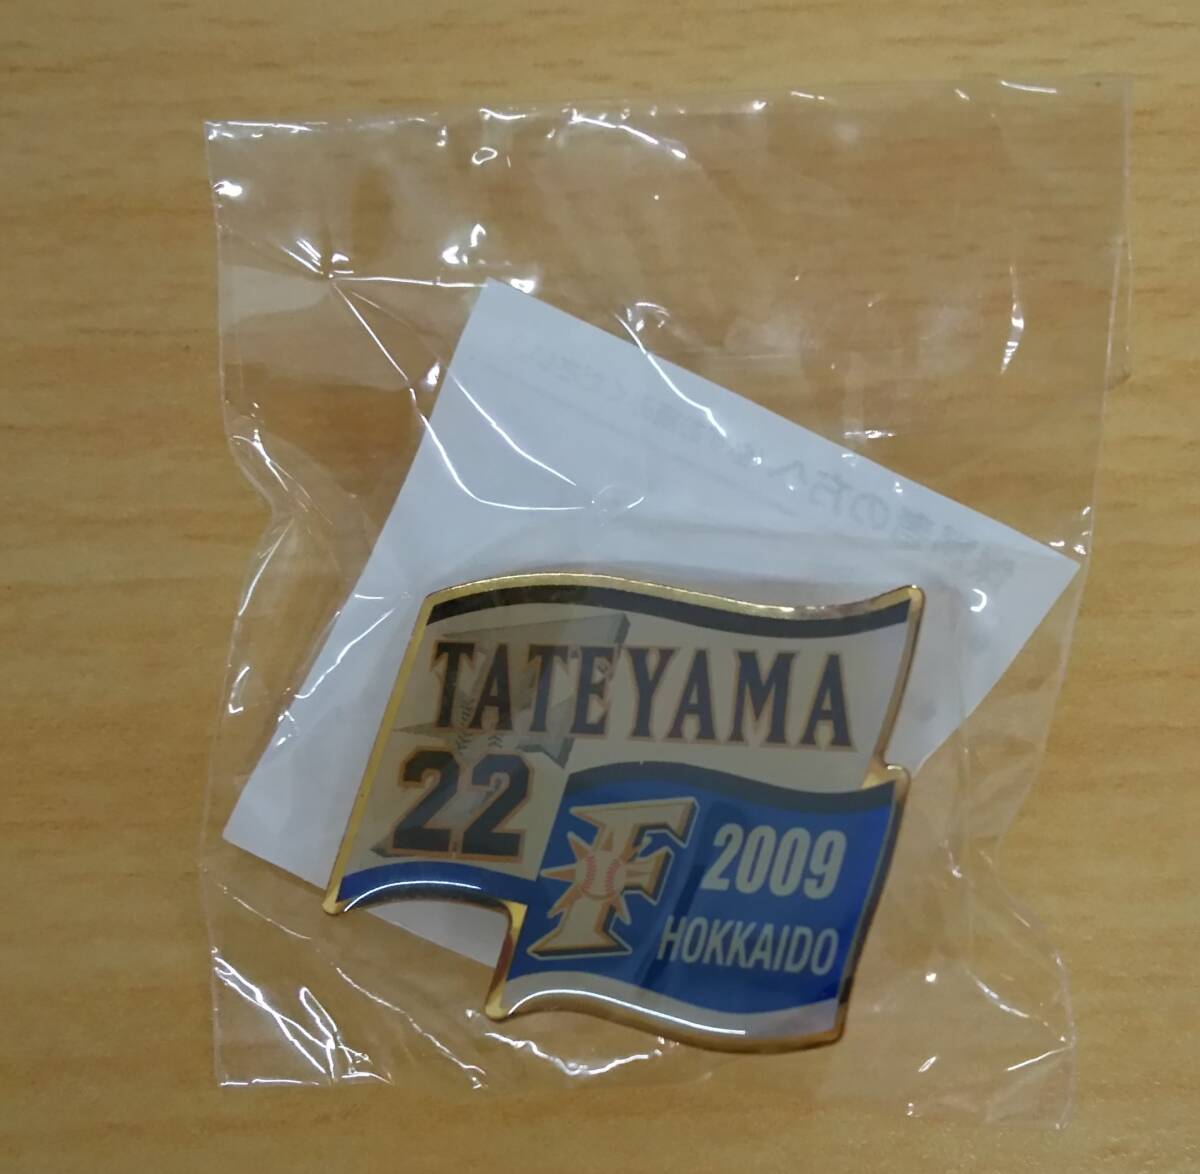 TATEYAMA
22
F 2009
HOKKAIDO